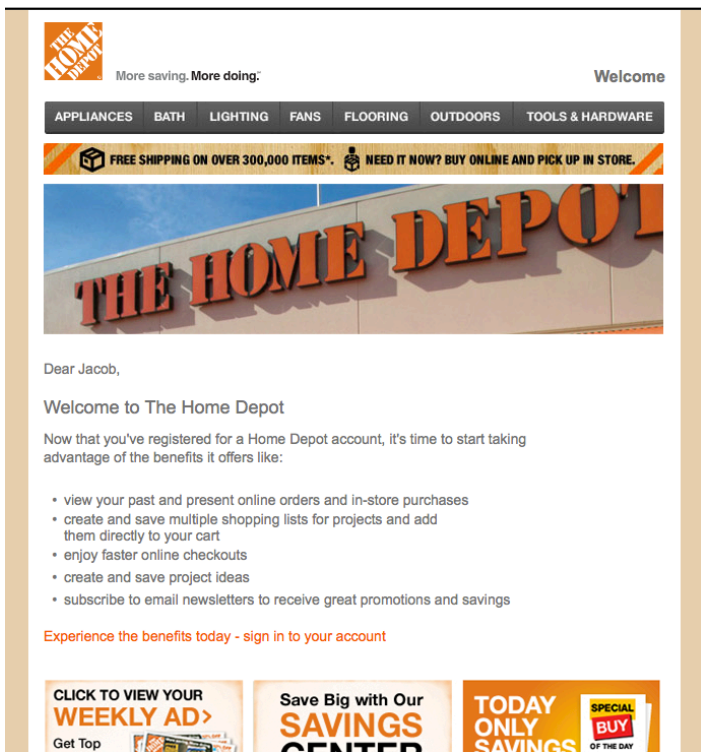 THE
HOME
DEPOT
More saving. More doing.™
Welcome
APPLIANCES BATH LIGHTING FANS FLOORING OUTDOORS TOOLS & HARDWARE
FREE SHIPPING ON OVER 300,000 ITEMS*. NEED IT NOW? BUY ONLINE AND PICK UP IN STORE.
THE HOME DEPOT
Dear Jacob,
Welcome to The Home Depot
Now that you've registered for a Home Depot account, it's time to start taking
advantage of the benefits it offers like:
• view your past and present online orders and in-store purchases
• create and save multiple shopping lists for projects and add
them directly to your cart
• enjoy faster online checkouts
• create and save project ideas
• subscribe to email newsletters to receive great promotions and savings
Experience the benefits today - sign in to your account
CLICK TO VIEW YOUR
WEEKLY AD>
Get Top
Save Big with Our
SAVINGS
CENTER
TODAY
ONLY
SAVINGS
SPECIAL
BUY
OF THE DAY